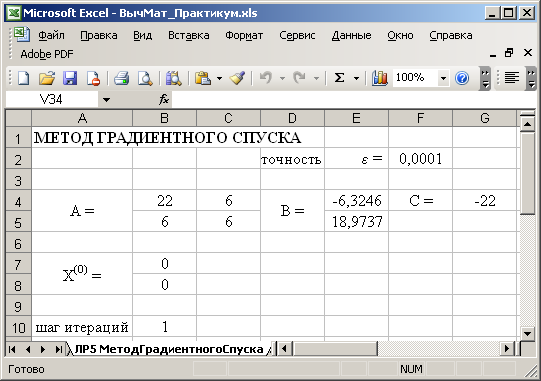 Microsoft Excel - ВычМат_Практикум.xls
Файл Правка Вид Вставка Формат Сервис Данные Окно Справка
Adobe PDF
100%
V34 fx
A B C D E F G
1 МЕТОД ГРАДИЕНТНОГО СПУСКА
2 точность ε = 0,0001
3
4 A = 22 6 B = -6,3246 C = -22
5 6 6 18,9737
6
7 X(0) = 0
8 0
9
10 шаг итераций 1
ЛР5 МетодГрадиентногоСпуска
Готово NUM